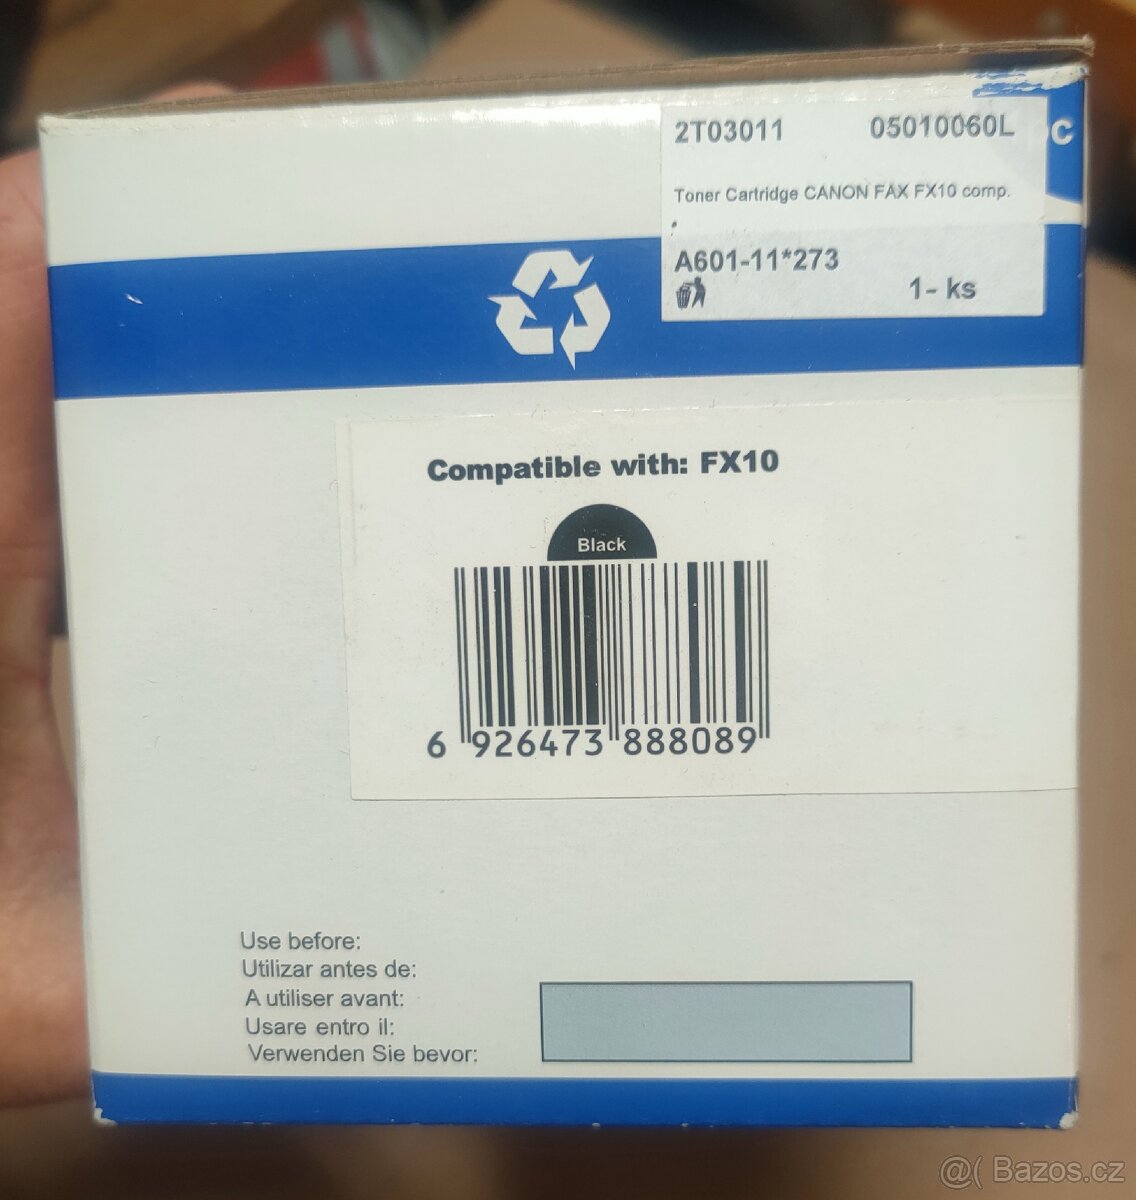 2T03011 05010060L
Toner Cartridge CANON FAX FX10 comp.
A601-11*273
1- ks
Compatible with: FX10
Black
6 926473 888089
Use before:
Utilizar antes de:
A utiliser avant:
Usare entro il:
Verwenden Sie bevor:
@( Bazos.cz